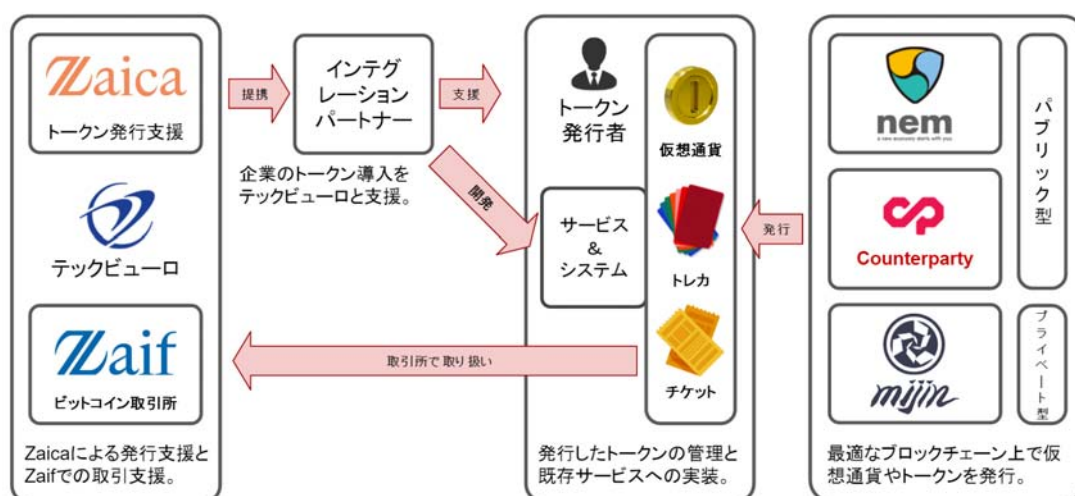 Zaica
トークン発行支援
テックビューロ
Zaif
ビットコイン取引所
Zaicaによる発行支援と
Zaifでの取引支援。
提携
インテグ
レーション
パートナー
企業のトークン導入を
テックビューロと支援。
支援
開発
取引所で取り扱い
トークン
発行者
サービス
&
システム
仮想通貨
トレカ
チケット
発行したトークンの管理と
既存サービスへの実装。
発行
nem
a new economy starts with you
Counterparty
mijin
パブリック型
プライベート型
最適なブロックチェーン上で仮
想通貨やトークンを発行。